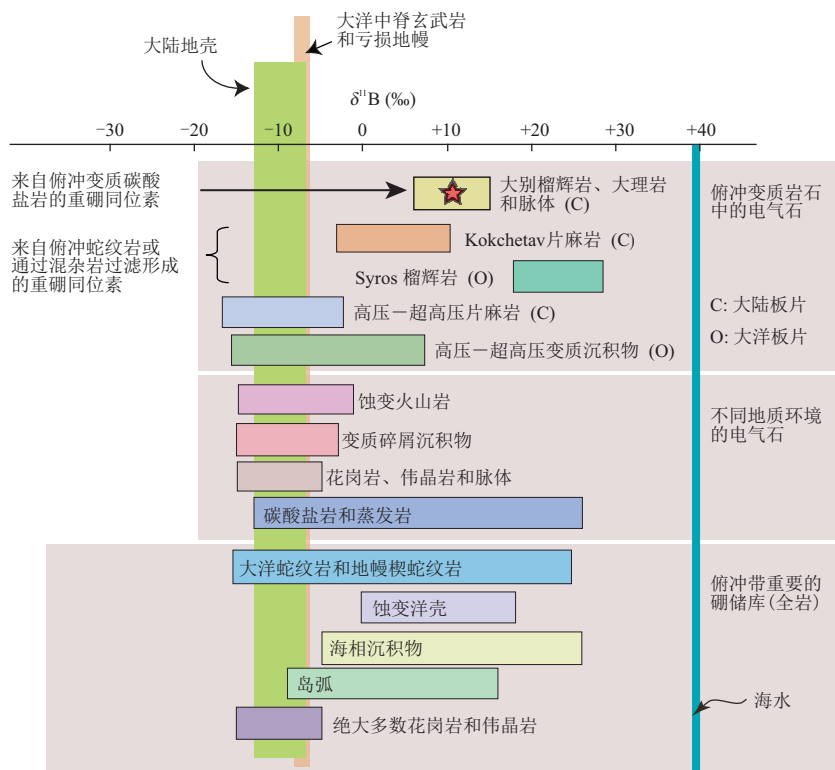 大洋中脊玄武岩
和亏损地幔
大陆地壳
δ¹¹B (‰)
−30 −20 −10 0 +10 +20 +30 +40
来自俯冲变质碳酸
盐岩的重硼同位素
大别榴辉岩、大理岩
和脉体 (C)
俯冲变质岩石
中的电气石
来自俯冲蛇纹岩或
通过混杂岩过滤形成
的重硼同位素
Kokchetav片麻岩 (C)
Syros 榴辉岩 (O)
高压－超高压片麻岩 (C)
高压－超高压变质沉积物 (O)
C: 大陆板片
O: 大洋板片
蚀变火山岩
变质碎屑沉积物
花岗岩、伟晶岩和脉体
碳酸盐岩和蒸发岩
不同地质环境
的电气石
大洋蛇纹岩和地幔楔蛇纹岩
蚀变洋壳
海相沉积物
岛弧
绝大多数花岗岩和伟晶岩
俯冲带重要的
硼储库(全岩)
海水